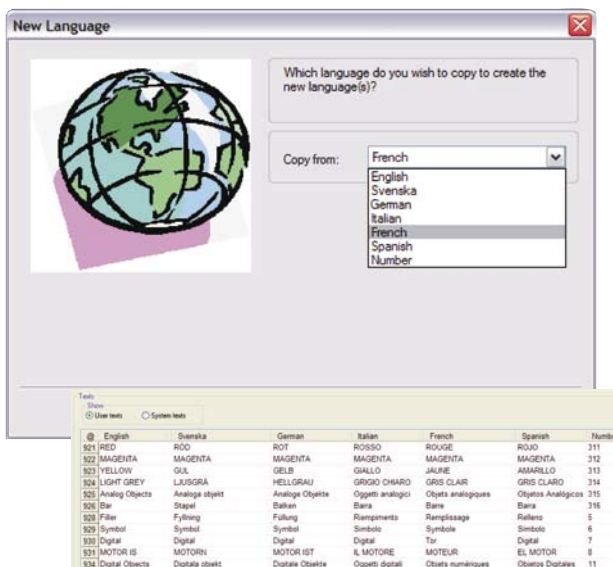 New Language
Which language do you wish to copy to create the
new language(s)?
Copy from: French
English
Svenska
German
Italian
French
Spanish
Number
Texts
Show
User texts System texts
@ English Svenska German Italian French Spanish Numbe
921 RED RÖD ROT ROSSO ROUGE ROJO 311
922 MAGENTA MAGENTA MAGENTA MAGENTA MAGENTA MAGENTA 312
923 YELLOW GUL GELB GIALLO JAUNE AMARILLO 313
924 LIGHT GREY LJUSGRÅ HELLGRAU GRIGIO CHIARO GRIS CLAIR GRIS CLARO 314
925 Analog Objects Analoga objekt Analoge Objekte Oggetti analogici Objets analogiques Objetos Analógicos 315
926 Bar Stapel Balken Barra Barre Barra 316
928 Filler Fyllning Füllung Riempimento Remplissage Relleno 5
929 Symbol Symbol Symbol Simbolo Symbole Símbolo 6
930 Digital Digital Digital Digital Tor Digital 7
931 MOTOR IS MOTORN MOTOR IST IL MOTORE MOTEUR EL MOTOR 8
934 Digital Objects Digitala objekt Digitale Objekte Oggetti digitali Objets numériques Objetos Digitales 11